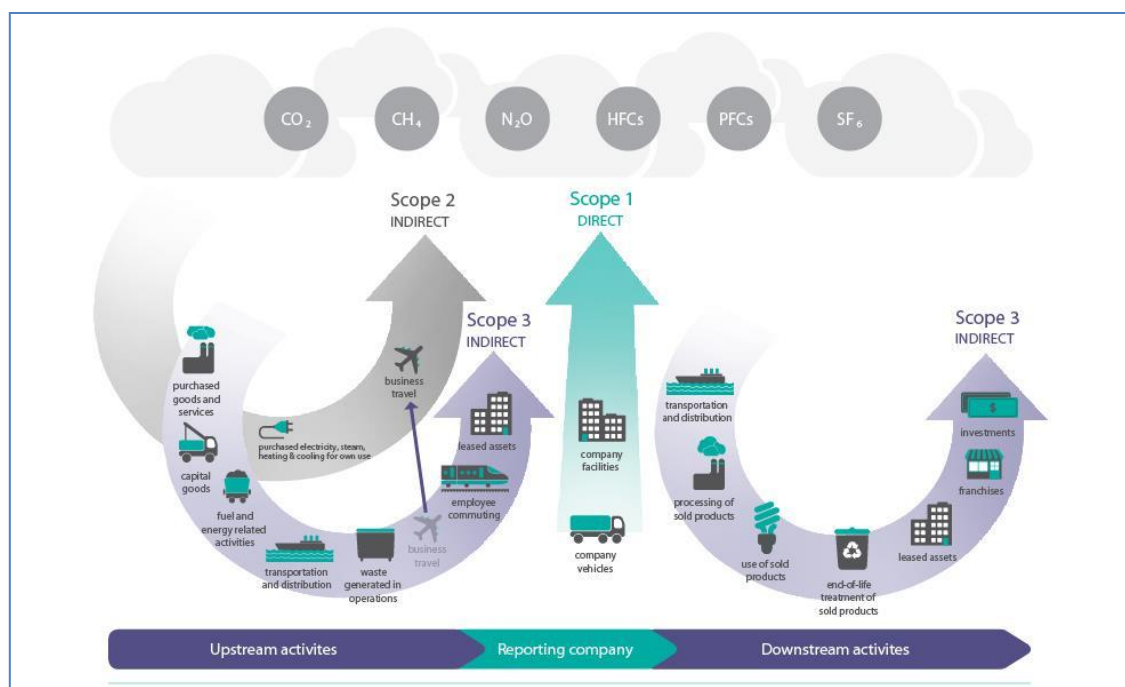 CO₂
CH₄
N₂O
HFCs
PFCs
SF₆
Scope 2
INDIRECT
Scope 1
DIRECT
Scope 3
INDIRECT
Scope 3
INDIRECT
purchased
goods and
services
capital
goods
fuel and
energy related
activities
purchased electricity, steam,
heating & cooling for own use
transportation
and distribution
waste
generated in
operations
business
travel
business
travel
employee
commuting
leased assets
company
facilities
company
vehicles
transportation
and distribution
processing of
sold products
use of sold
products
end-of-life
treatment of
sold products
leased assets
franchises
$
investments
Upstream activites
Reporting company
Downstream activites